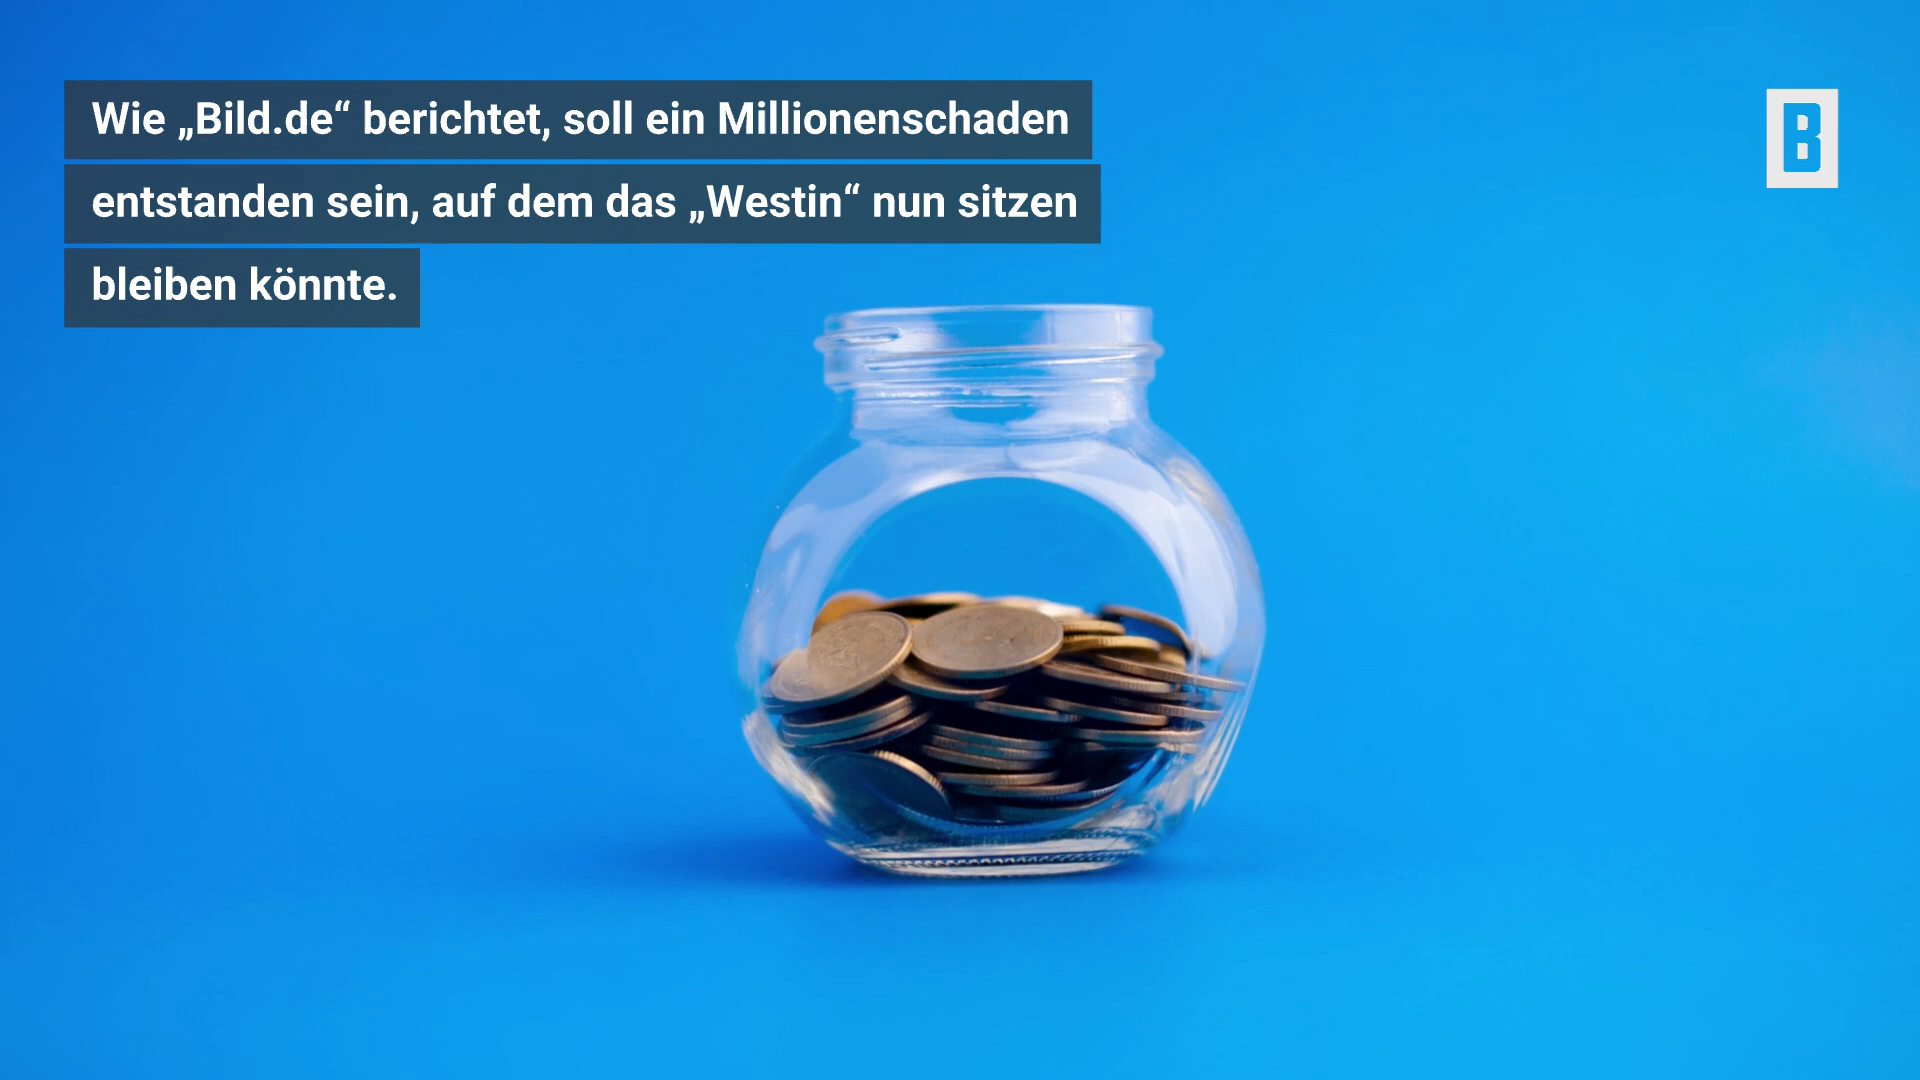 Wie „Bild.de“ berichtet, soll ein Millionenschaden
entstanden sein, auf dem das „Westin“ nun sitzen
bleiben könnte.
B